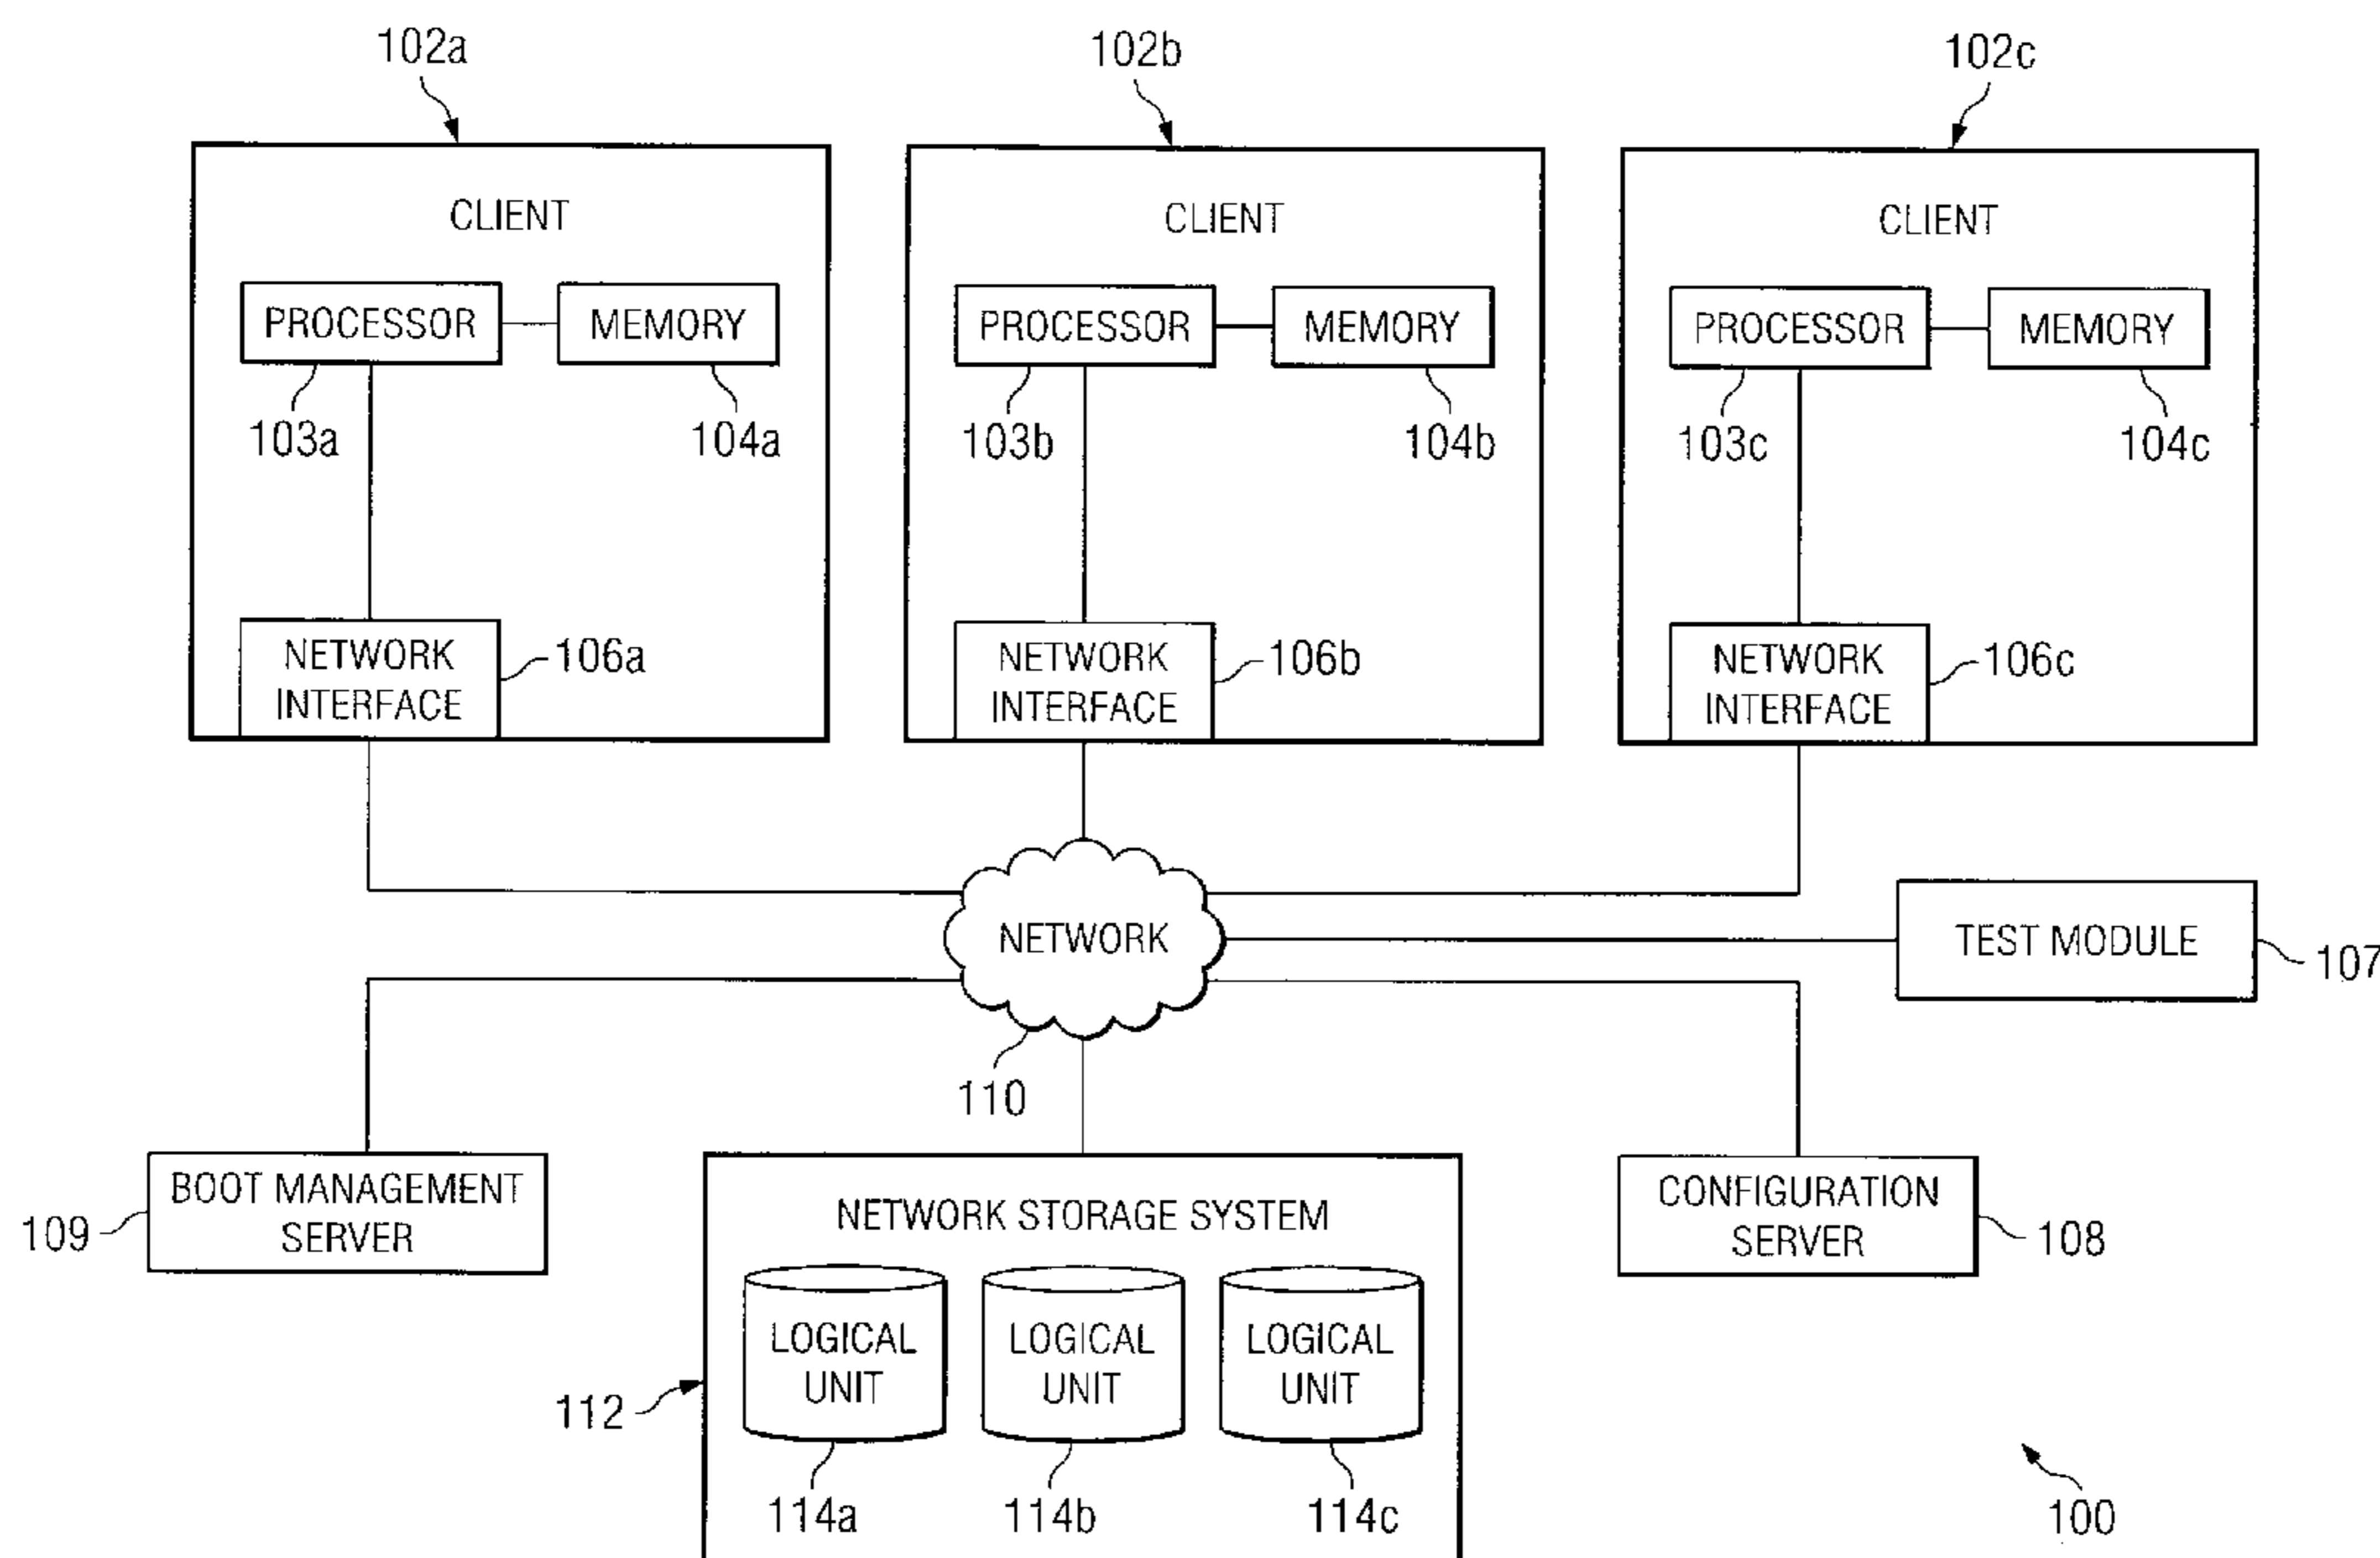 102a
102b
102c
CLIENT
CLIENT
CLIENT
PROCESSOR
MEMORY
PROCESSOR
MEMORY
PROCESSOR
MEMORY
103a
104a
103b
104b
103c
104c
NETWORK
INTERFACE
106a
NETWORK
INTERFACE
106b
NETWORK
INTERFACE
106c
NETWORK
TEST MODULE
107
110
BOOT MANAGEMENT
SERVER
109
NETWORK STORAGE SYSTEM
CONFIGURATION
SERVER
108
LOGICAL
UNIT
LOGICAL
UNIT
LOGICAL
UNIT
112
114a
114b
114c
100